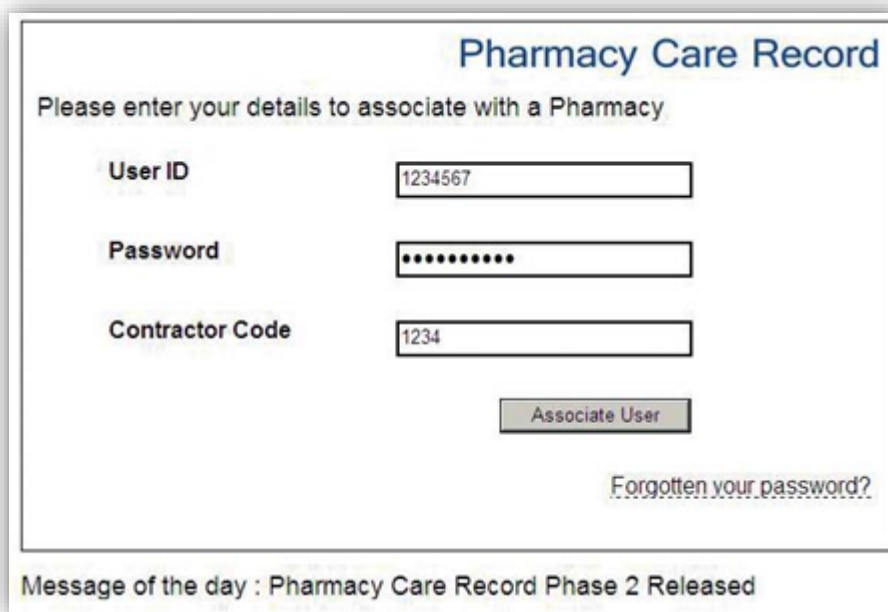 Pharmacy Care Record
Please enter your details to associate with a Pharmacy
User ID
1234567
Password
••••••••••
Contractor Code
1234
Associate User
Forgotten your password?
Message of the day : Pharmacy Care Record Phase 2 Released